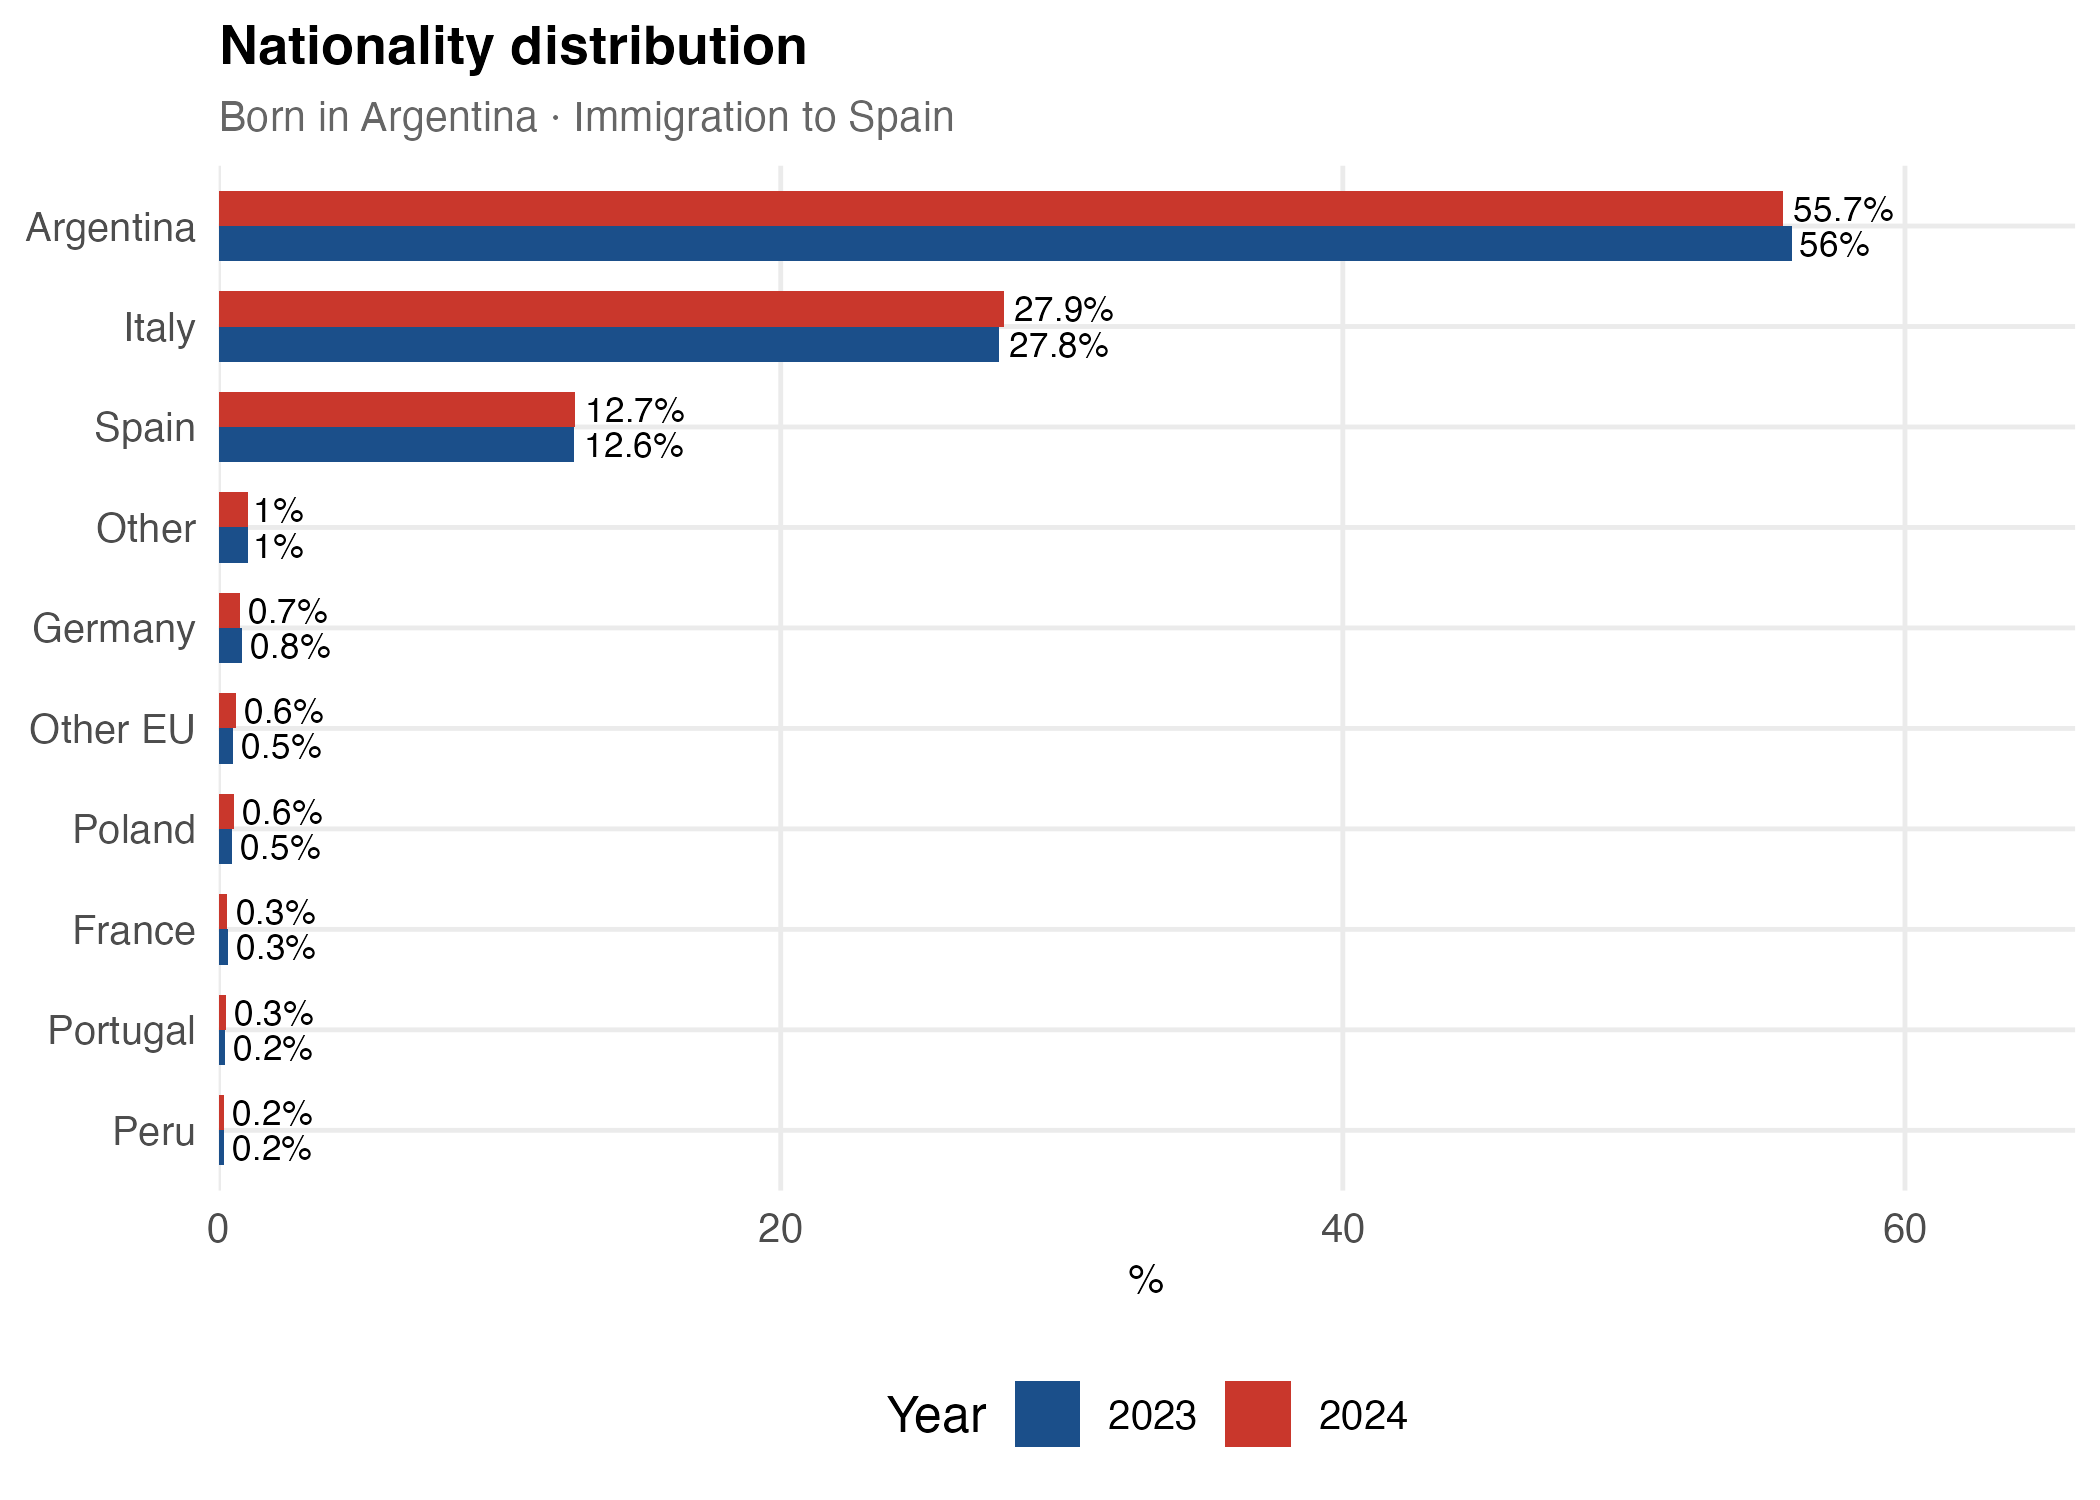 Nationality distribution
Born in Argentina · Immigration to Spain
Argentina
55.7%
56%
Italy
27.9%
27.8%
Spain
12.7%
12.6%
Other
1%
1%
Germany
0.7%
0.8%
Other EU
0.6%
0.5%
Poland
0.6%
0.5%
France
0.3%
0.3%
Portugal
0.3%
0.2%
Peru
0.2%
0.2%
0 20 40 60
%
Year 2023 2024